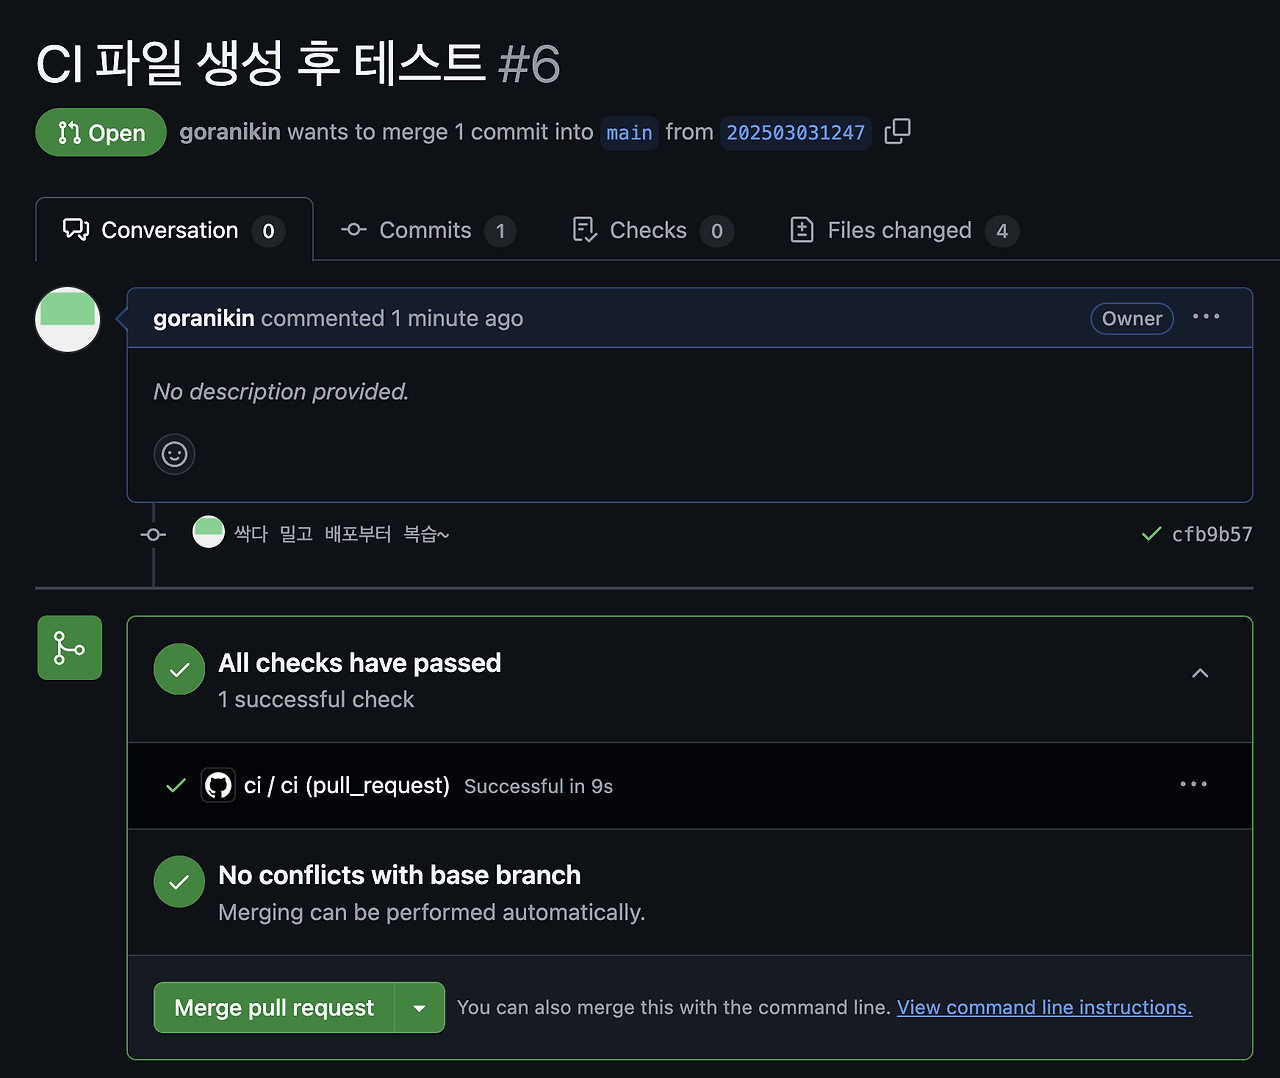 CI 파일 생성 후 테스트 #6
Open goranikin wants to merge 1 commit into main from 202503031247
Conversation 0 Commits 1 Checks 0 Files changed 4
goranikin commented 1 minute ago Owner
No description provided.
싹다 밀고 배포부터 복습~ cfb9b57
All checks have passed
1 successful check
ci / ci (pull_request) Successful in 9s
No conflicts with base branch
Merging can be performed automatically.
Merge pull request You can also merge this with the command line. View command line instructions.